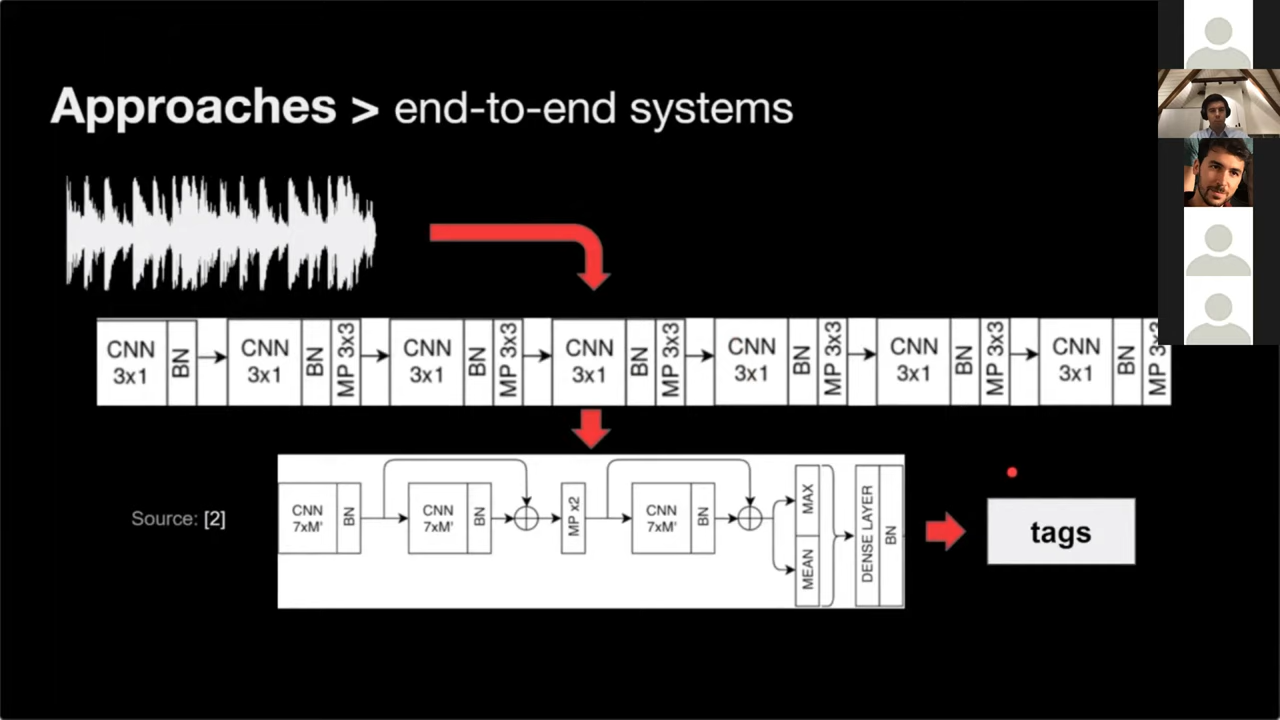 Approaches > end-to-end systems
CNN 3x1 BN
CNN 3x1 BN MP 3x3
CNN 3x1 BN MP 3x3
CNN 3x1 BN MP 3x3
CNN 3x1 BN MP 3x3
CNN 3x1 BN MP 3x3
CNN 3x1 BN MP 3x3
Source: [2]
CNN 7xM' BN
CNN 7xM' BN
MP x2
CNN 7xM' BN
MAX
MEAN
DENSE LAYER
BN
tags